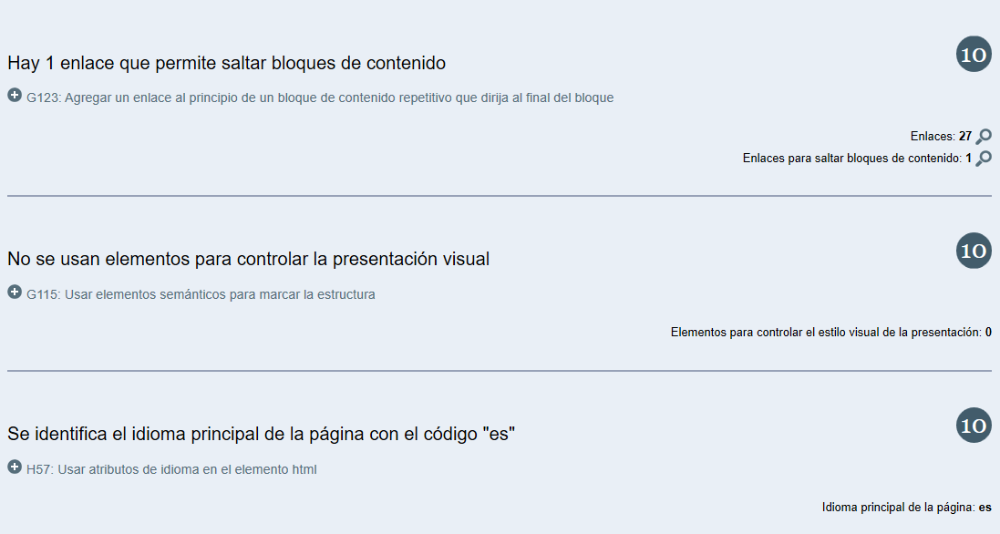 Hay 1 enlace que permite saltar bloques de contenido
10
G123: Agregar un enlace al principio de un bloque de contenido repetitivo que dirija al final del bloque
Enlaces: 27
Enlaces para saltar bloques de contenido: 1
No se usan elementos para controlar la presentación visual
10
G115: Usar elementos semánticos para marcar la estructura
Elementos para controlar el estilo visual de la presentación: 0
Se identifica el idioma principal de la página con el código "es"
10
H57: Usar atributos de idioma en el elemento html
Idioma principal de la página: es